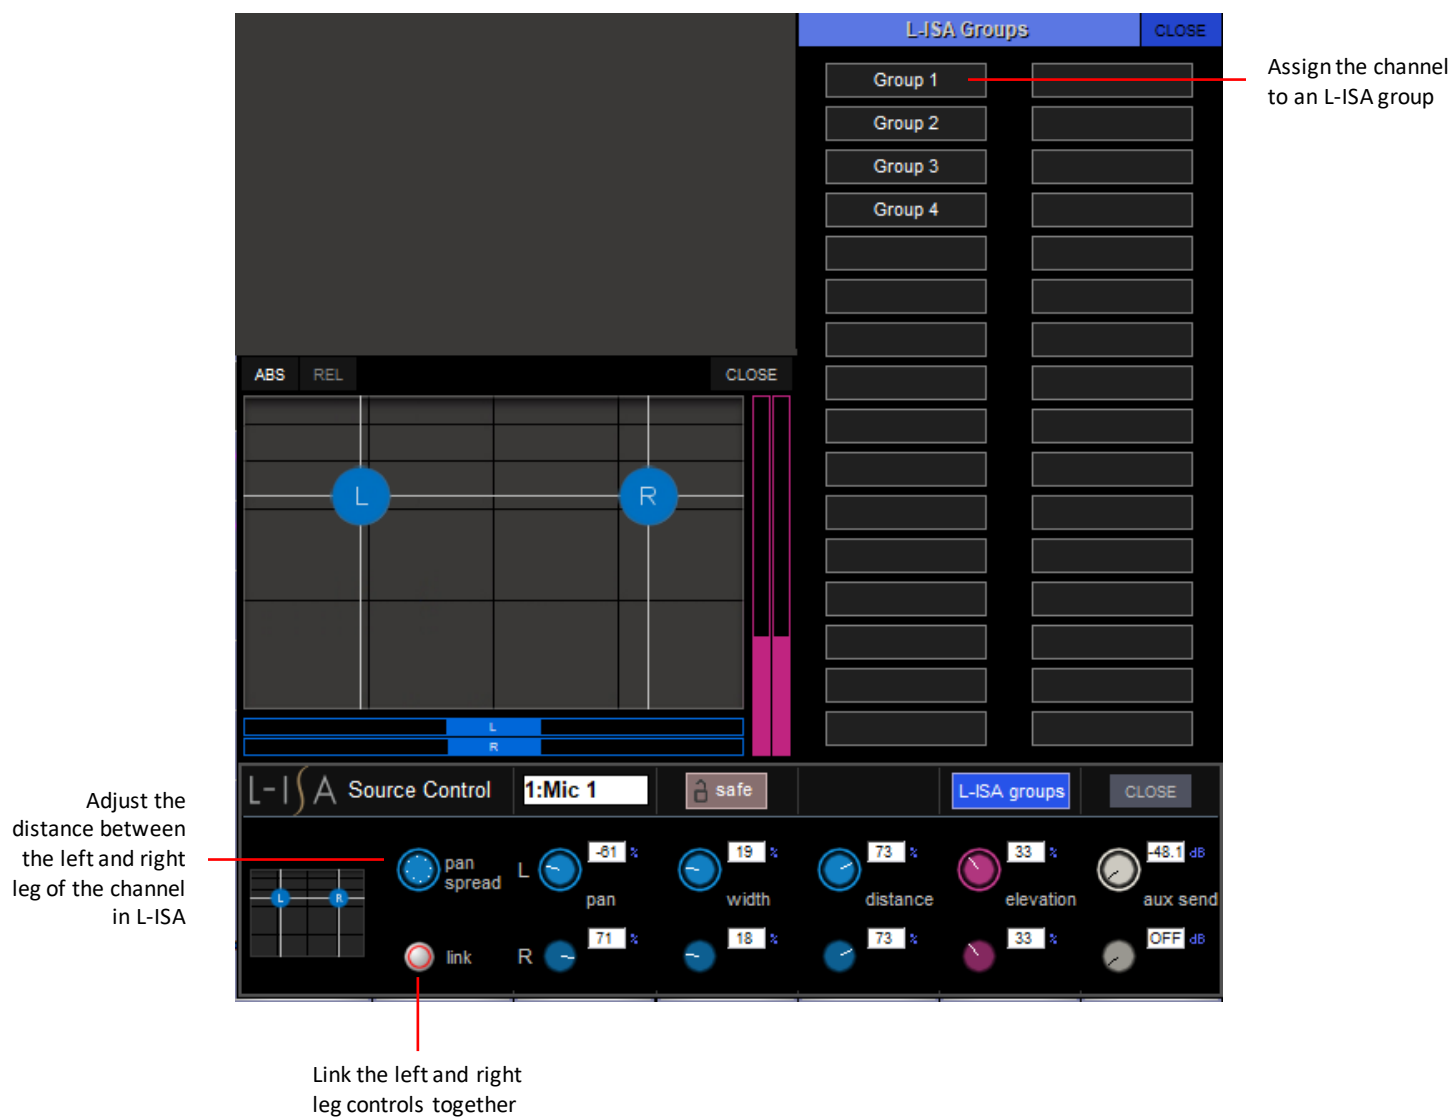 L-ISA Groups
CLOSE
Assign the channel
to an L-ISA group
Group 1
Group 2
Group 3
Group 4
ABS
REL
CLOSE
L
R
L
R
L-ISA Source Control
1:Mic 1
safe
L-ISA groups
CLOSE
Adjust the
distance between
the left and right
leg of the channel
in L-ISA
L
R
pan
spread
link
L
-61 %
pan
19 %
width
73 %
distance
33 %
elevation
-48.1 dB
aux send
R
71 %
18 %
73 %
33 %
OFF dB
Link the left and right
leg controls together